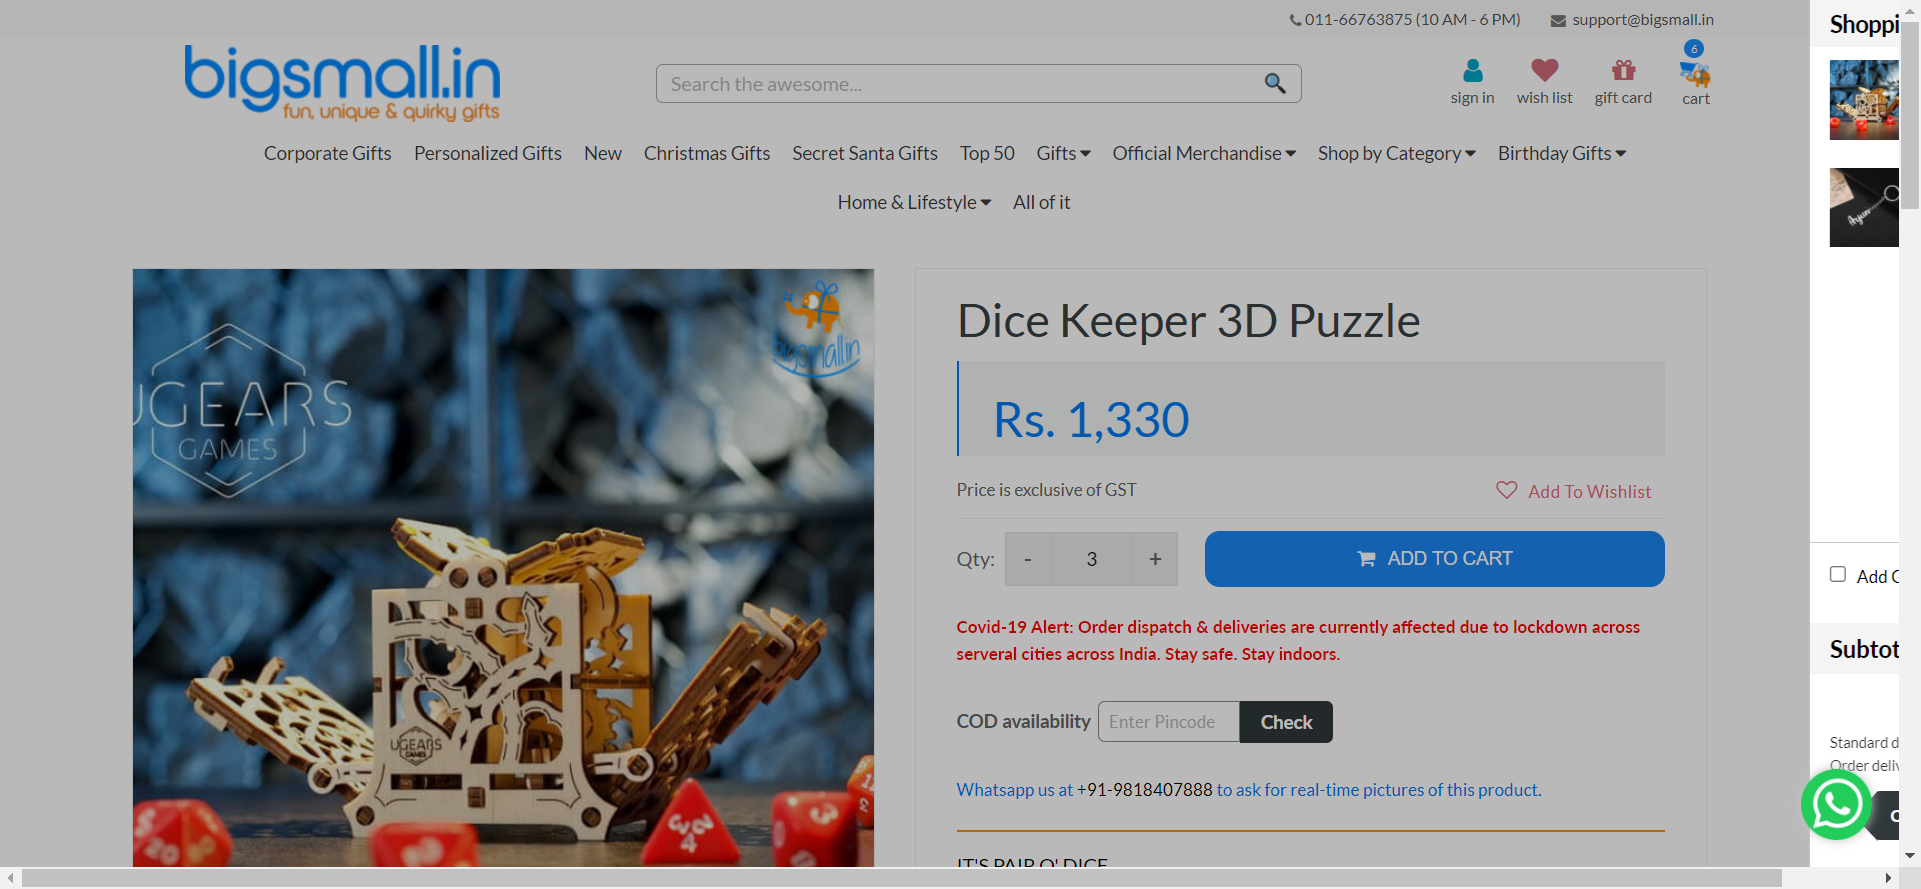 011-66763875 (10 AM - 6 PM)
support@bigsmall.in
Shoppi
bigsmall.in
fun, unique & quirky gifts
Search the awesome...
sign in
wish list
gift card
6
cart
Corporate Gifts
Personalized Gifts
New
Christmas Gifts
Secret Santa Gifts
Top 50
Gifts
Official Merchandise
Shop by Category
Birthday Gifts
Home & Lifestyle
All of it
bigsmall.in
UGEARS
GAMES
UGEARS
GAMES
Dice Keeper 3D Puzzle
Rs. 1,330
Price is exclusive of GST
Add To Wishlist
Qty:
-
3
+
ADD TO CART
Covid-19 Alert: Order dispatch & deliveries are currently affected due to lockdown across
serveral cities across India. Stay safe. Stay indoors.
COD availability
Enter Pincode
Check
Whatsapp us at +91-9818407888 to ask for real-time pictures of this product.
IT'S PAIR O' DICE
Add G
Subtot
Standard d
Order deliv